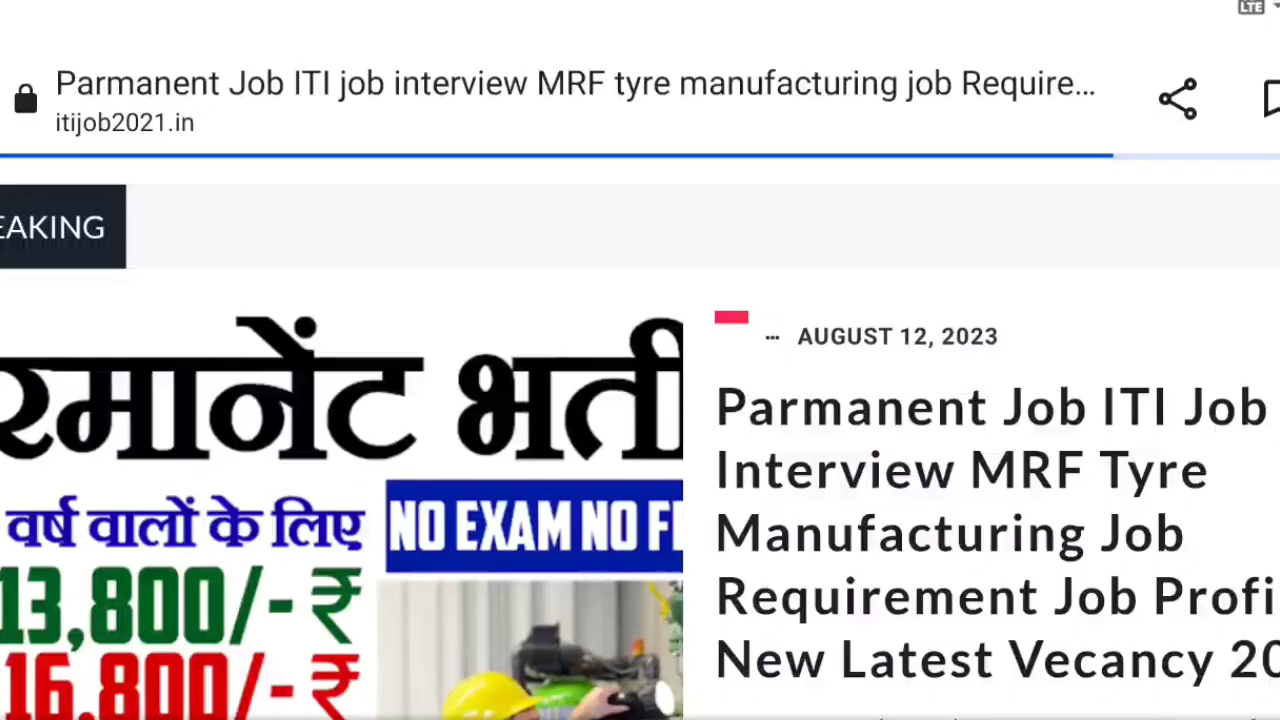 LTE
Parmanent Job ITI job interview MRF tyre manufacturing job Require...
itijob2021.in
EAKING
रमानेंट भर्ती
वर्ष वालों के लिए
NO EXAM NO FE
13,800/- ₹
16,800/- ₹
... AUGUST 12, 2023
Parmanent Job ITI Job
Interview MRF Tyre
Manufacturing Job
Requirement Job Profi
New Latest Vecancy 20